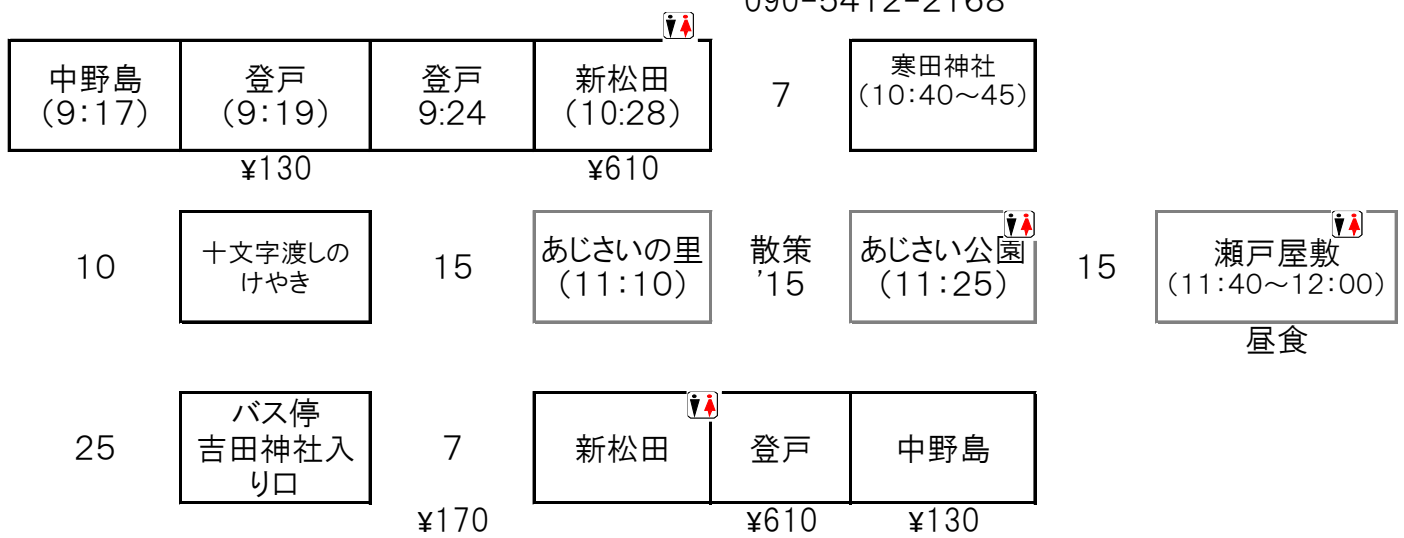 090-5412-2168
中野島
(9:17)
登戸
(9:19)
登戸
9:24
新松田
(10:28)
7
寒田神社
(10:40～45)
¥130
¥610
10
十文字渡しの
けやき
15
あじさいの里
(11:10)
散策
'15
あじさい公園
(11:25)
15
瀬戸屋敷
(11:40～12:00)
昼食
25
バス停
吉田神社入
り口
7
新松田
登戸
中野島
¥170
¥610
¥130